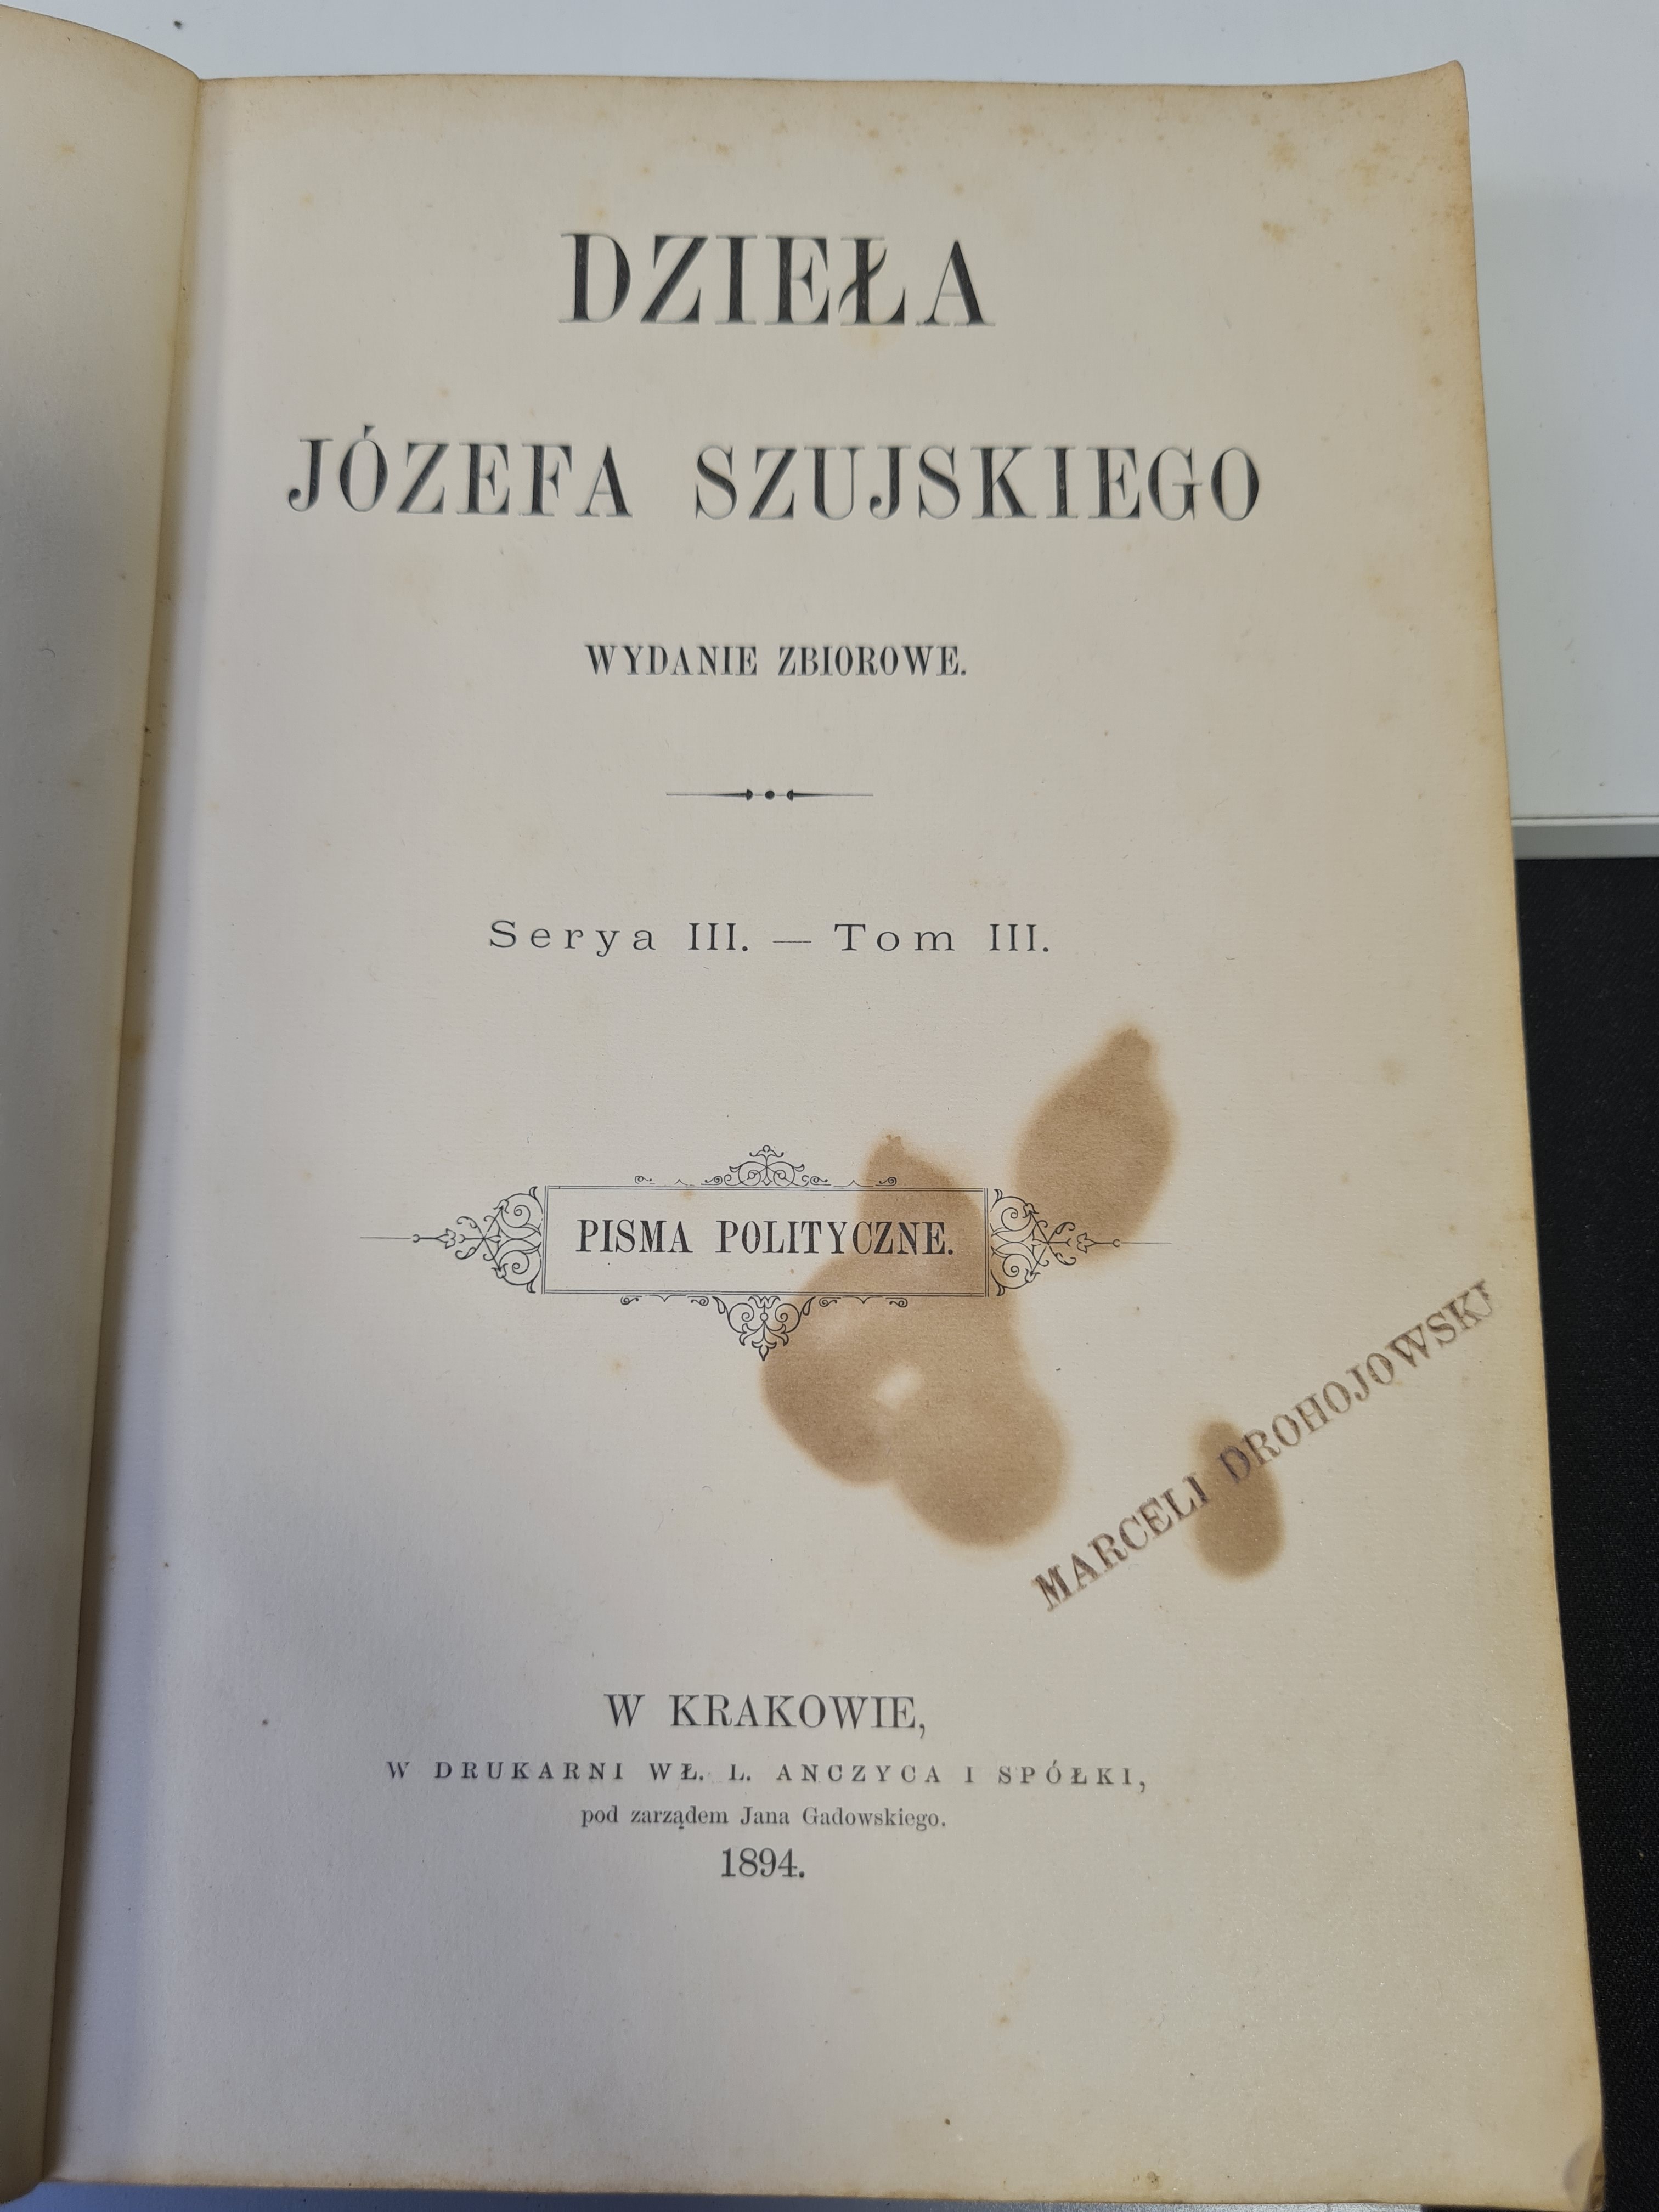 DZIEŁA
JÓZEFA SZUJSKIEGO
WYDANIE ZBIOROWE.
Serya III. — Tom III.
PISMA POLITYCZNE.
MARCELI DROHOJOWSKI
W KRAKOWIE,
W DRUKARNI WŁ. L. ANCZYCA I SPÓŁKI,
pod zarządem Jana Gadowskiego.
1894.